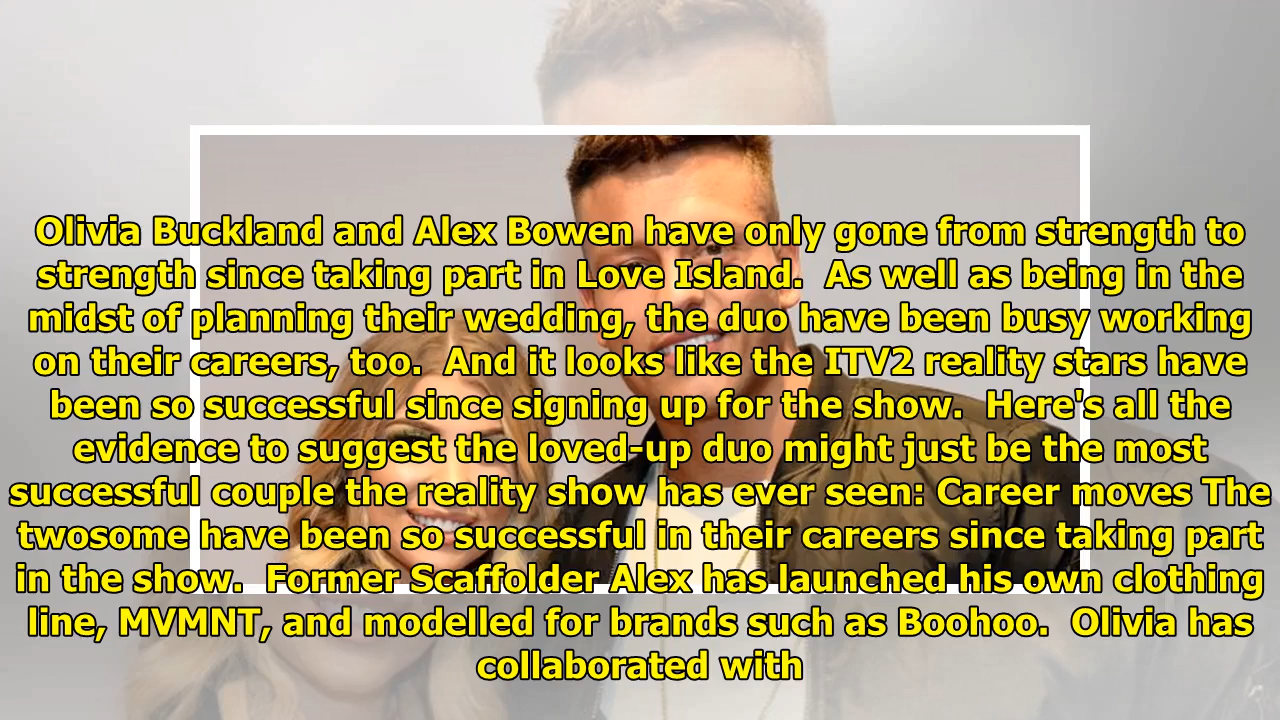 Olivia Buckland and Alex Bowen have only gone from strength to
strength since taking part in Love Island.  As well as being in the
midst of planning their wedding, the duo have been busy working
on their careers, too.  And it looks like the ITV2 reality stars have
been so successful since signing up for the show.  Here's all the
evidence to suggest the loved-up duo might just be the most
successful couple the reality show has ever seen: Career moves The
twosome have been so successful in their careers since taking part
in the show.  Former Scaffolder Alex has launched his own clothing
line, MVMNT, and modelled for brands such as Boohoo.  Olivia has
collaborated with